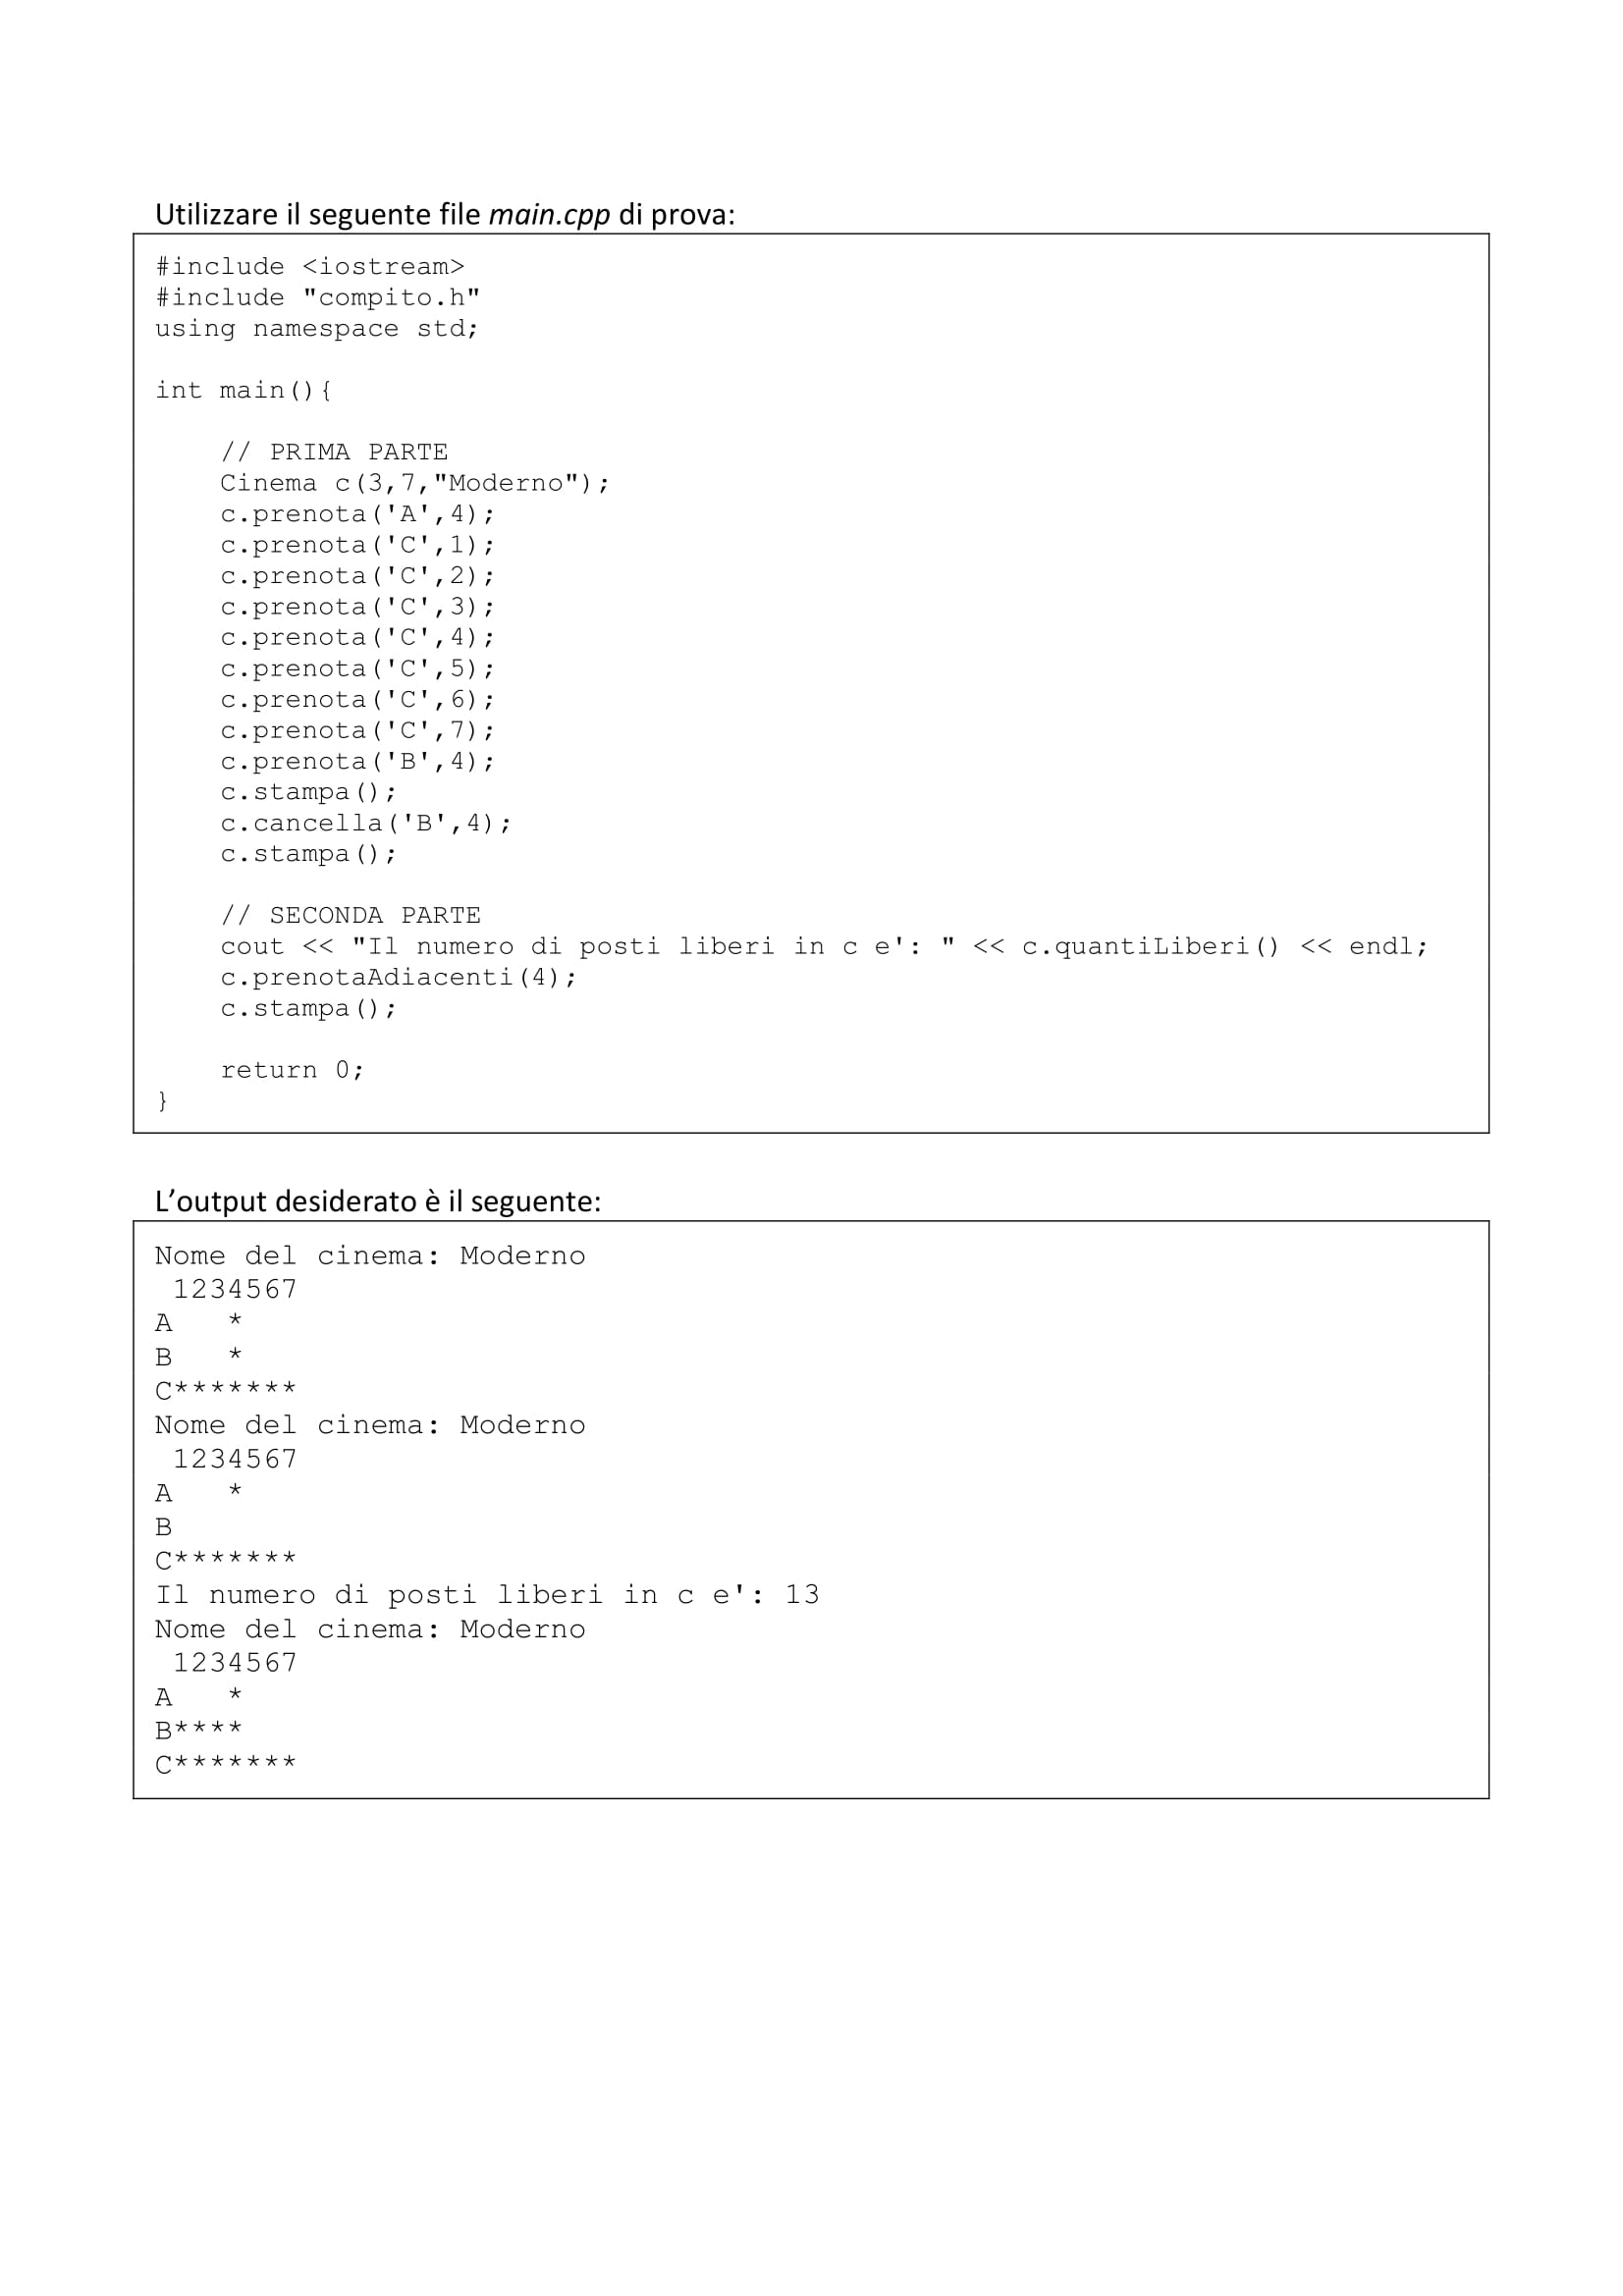 Utilizzare il seguente file main.cpp di prova:
#include <iostream>
#include "compito.h"
using namespace std;

int main(){

    // PRIMA PARTE
    Cinema c(3,7,"Moderno");
    c.prenota('A',4);
    c.prenota('C',1);
    c.prenota('C',2);
    c.prenota('C',3);
    c.prenota('C',4);
    c.prenota('C',5);
    c.prenota('C',6);
    c.prenota('C',7);
    c.prenota('B',4);
    c.stampa();
    c.cancella('B',4);
    c.stampa();

    // SECONDA PARTE
    cout << "Il numero di posti liberi in c e': " << c.quantiLiberi() << endl;
    c.prenotaAdiacenti(4);
    c.stampa();

    return 0;
}

L’output desiderato è il seguente:
Nome del cinema: Moderno
 1234567
A   *
B   *
C*******
Nome del cinema: Moderno
 1234567
A   *
B
C*******
Il numero di posti liberi in c e': 13
Nome del cinema: Moderno
 1234567
A   *
B****
C*******